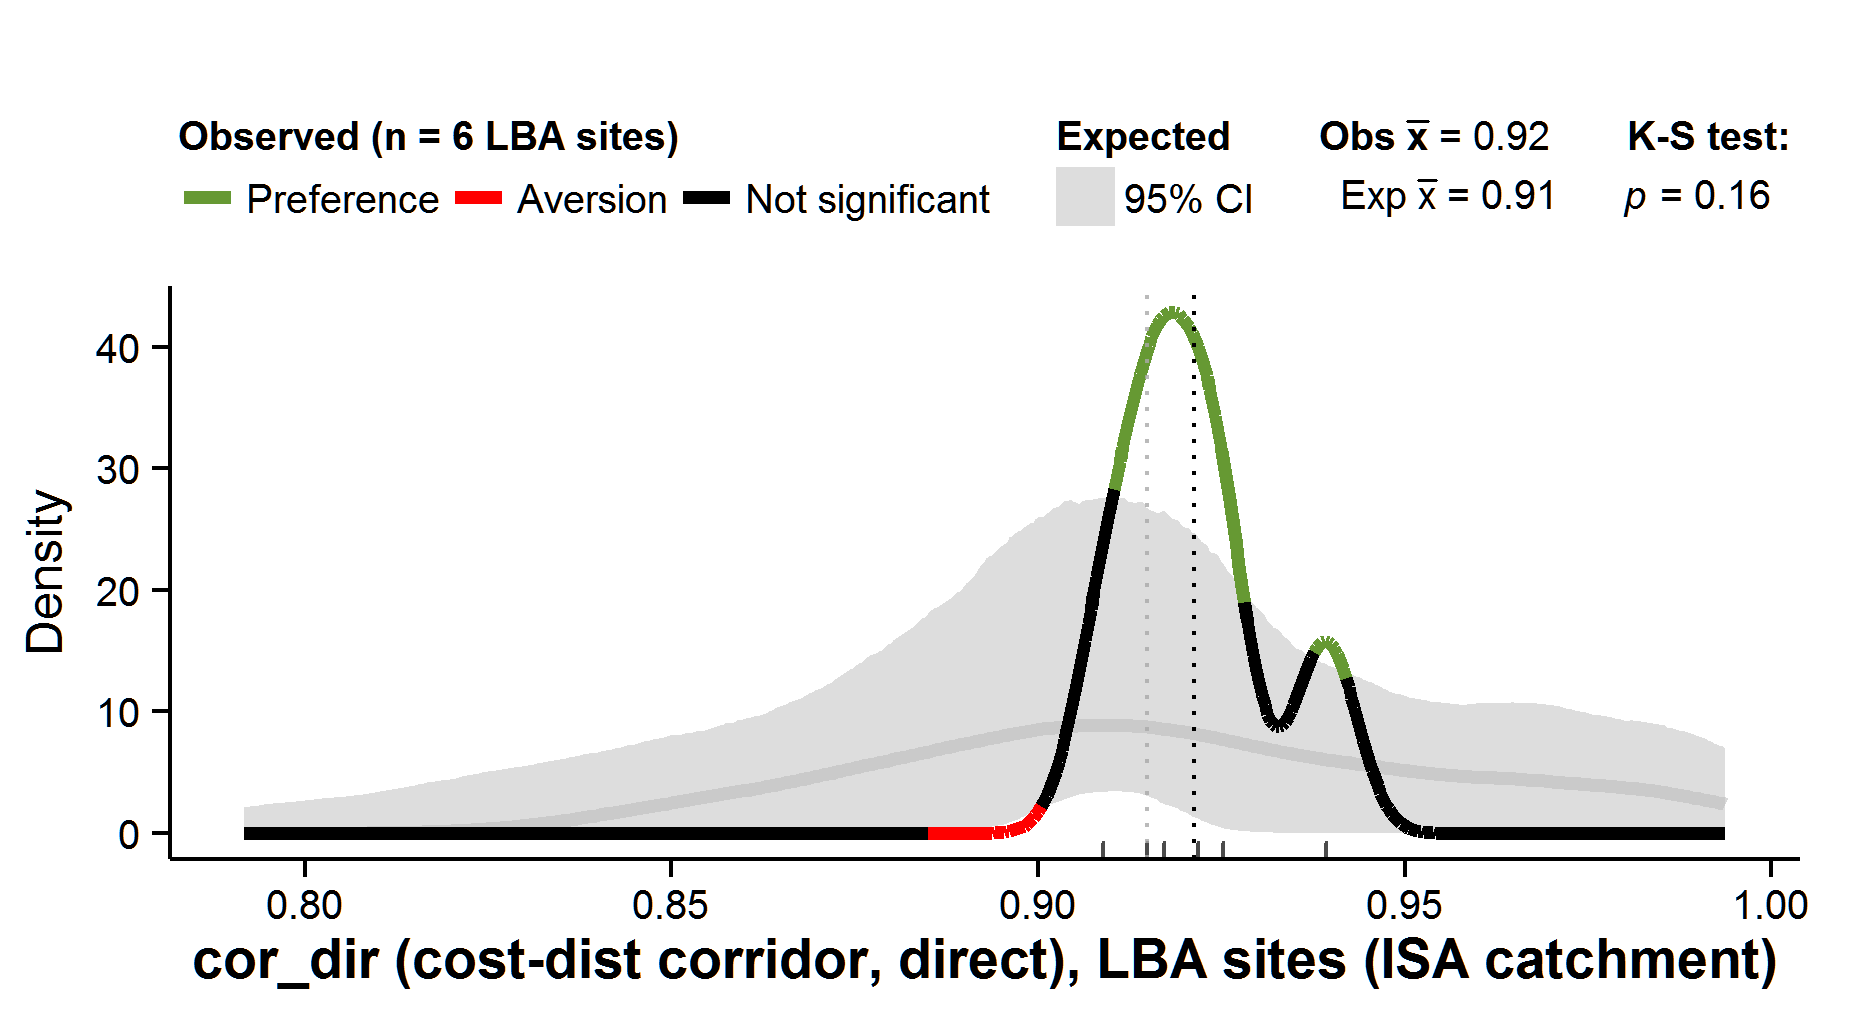 Observed (n = 6 LBA sites) Expected Obs x̅ = 0.92 K-S test:
Preference Aversion Not significant 95% CI Exp x̅ = 0.91 p = 0.16
Density
40
30
20
10
0
0.80 0.85 0.90 0.95 1.00
cor_dir (cost-dist corridor, direct), LBA sites (ISA catchment)